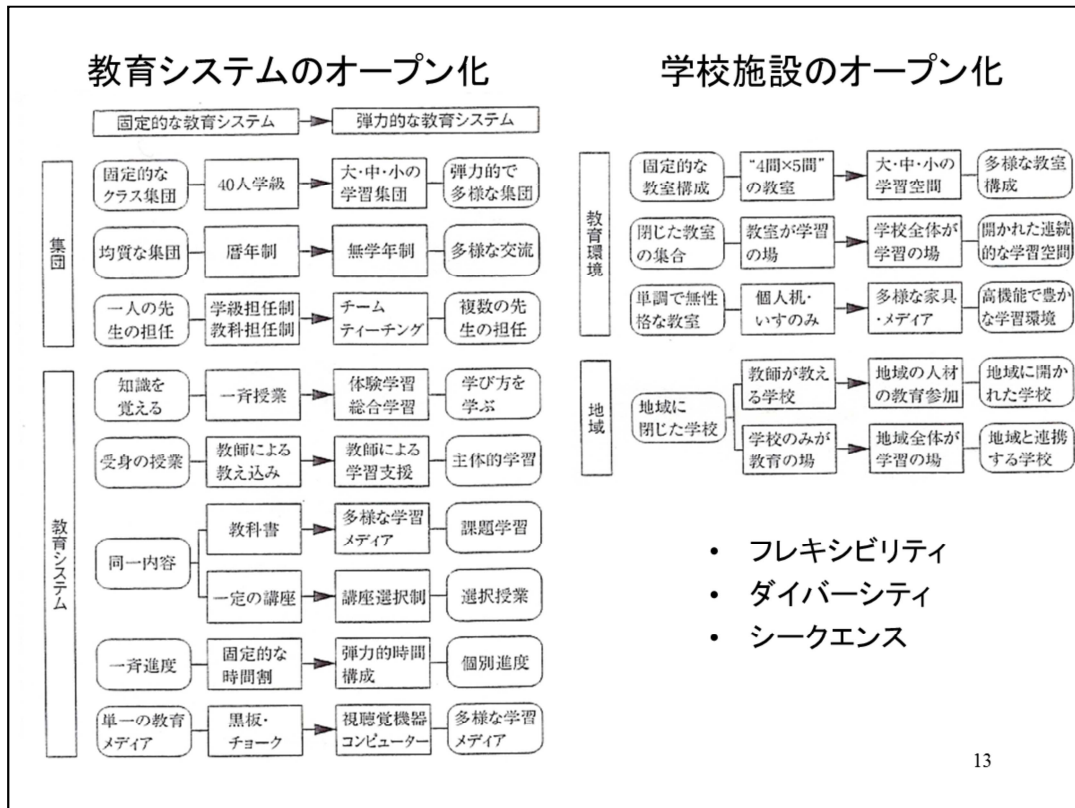 教育システムのオープン化
固定的な教育システム
弾力的な教育システム
集団
固定的な
クラス集団
40人学級
大・中・小の
学習集団
弾力的で
多様な集団
均質な集団
暦年制
無学年制
多様な交流
一人の先
生の担任
学級担任制
教科担任制
チーム
ティーチング
複数の先
生の担任
教育システム
知識を
覚える
一斉授業
体験学習
総合学習
学び方を
学ぶ
受身の授業
教師による
教え込み
教師による
学習支援
主体的学習
同一内容
教科書
多様な学習
メディア
課題学習
一定の講座
講座選択制
選択授業
一斉進度
固定的な
時間割
弾力的時間
構成
個別進度
単一の教育
メディア
黒板・
チョーク
視聴覚機器
コンピューター
多様な学習
メディア
学校施設のオープン化
教育環境
固定的な
教室構成
“4間×5間”
の教室
大・中・小の
学習空間
多様な教室
構成
閉じた教室
の集合
教室が学習
の場
学校全体が
学習の場
開かれた連続
的な学習空間
単調で無性
格な教室
個人机・
いすのみ
多様な家具
・メディア
高機能で豊か
な学習環境
地域
地域に
閉じた学校
教師が教え
る学校
地域の人材
の教育参加
地域に開か
れた学校
学校のみが
教育の場
地域全体が
学習の場
地域と連携
する学校
• フレキシビリティ
• ダイバーシティ
• シークエンス
13